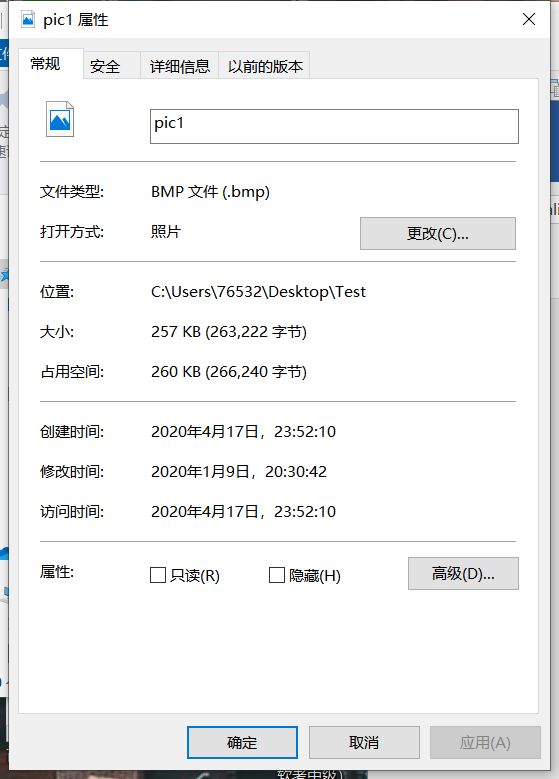 pic1 属性
常规 安全 详细信息 以前的版本
pic1
文件类型: BMP 文件 (.bmp)
打开方式: 照片 更改(C)...
位置: C:\Users\76532\Desktop\Test
大小: 257 KB (263,222 字节)
占用空间: 260 KB (266,240 字节)
创建时间: 2020年4月17日，23:52:10
修改时间: 2020年1月9日，20:30:42
访问时间: 2020年4月17日，23:52:10
属性: 只读(R) 隐藏(H) 高级(D)...
确定 取消 应用(A)